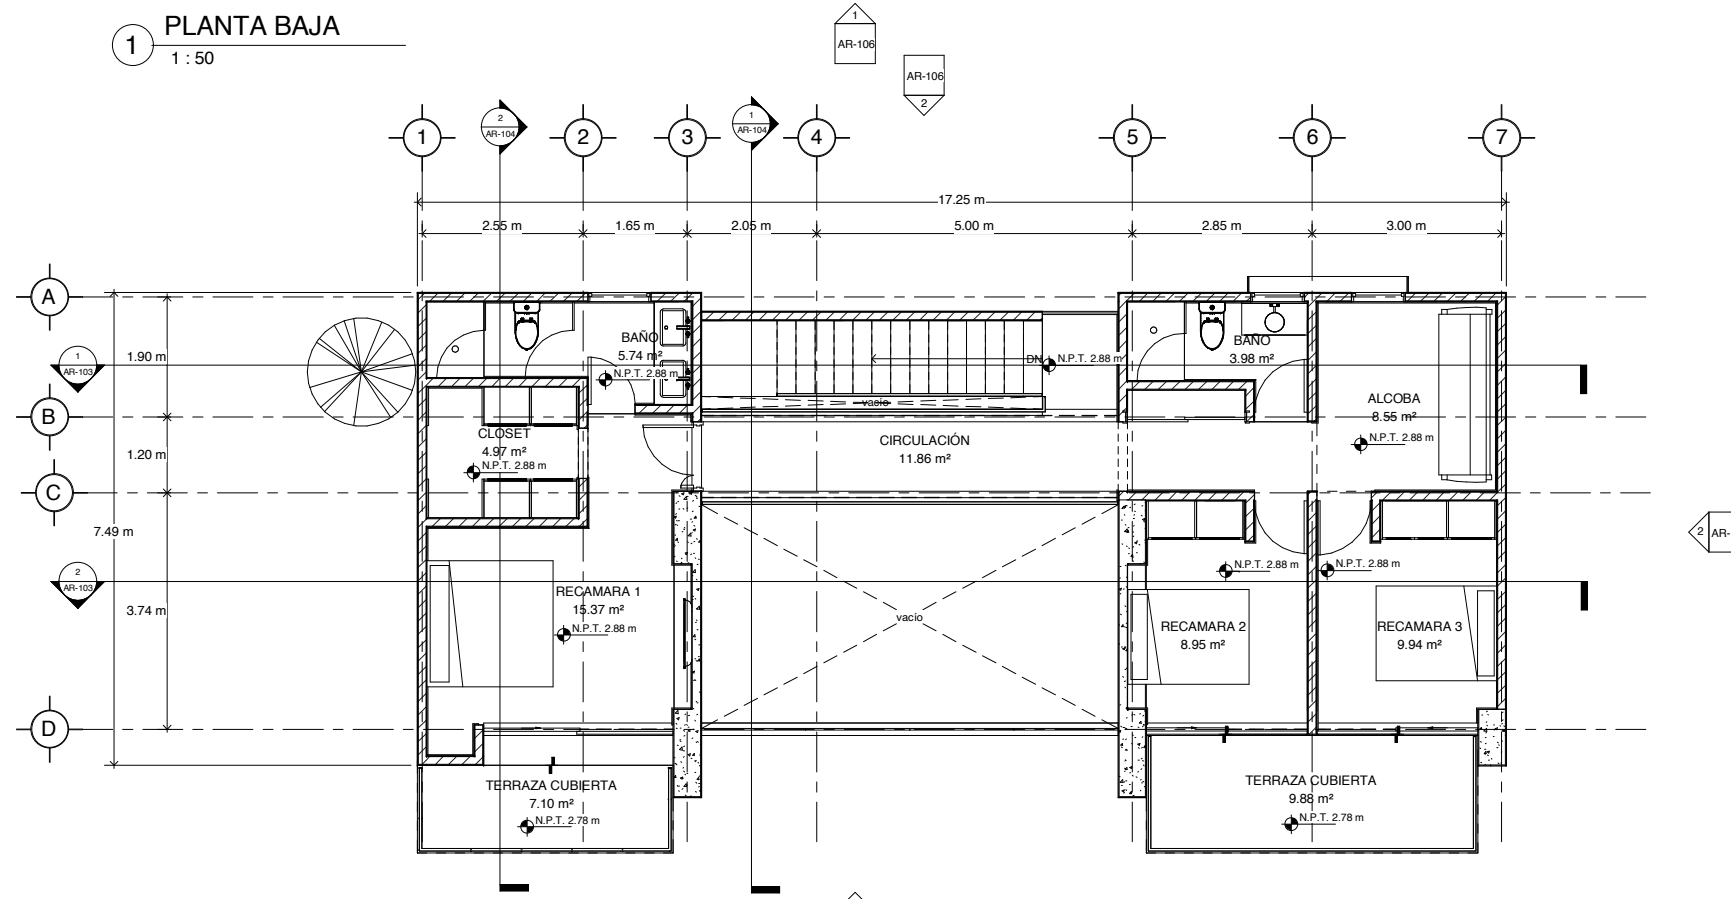 1
PLANTA BAJA
1 : 50
1
AR-106
AR-106
2
1
2
AR-104
2
3
1
AR-104
4
5
6
7
17.25 m
2.55 m
1.65 m
2.05 m
5.00 m
2.85 m
3.00 m
A
1.90 m
1
AR-103
B
1.20 m
C
7.49 m
2
AR-103
3.74 m
D
BAÑO
5.74 m²
N.P.T. 2.88 m
CLOSET
4.97 m²
N.P.T. 2.88 m
DN
N.P.T. 2.88 m
vacio
CIRCULACIÓN
11.86 m²
BAÑO
3.98 m²
ALCOBA
8.55 m²
N.P.T. 2.88 m
2
AR-
RECAMARA 1
15.37 m²
N.P.T. 2.88 m
vacio
N.P.T. 2.88 m
RECAMARA 2
8.95 m²
N.P.T. 2.88 m
RECAMARA 3
9.94 m²
TERRAZA CUBIERTA
7.10 m²
N.P.T. 2.78 m
TERRAZA CUBIERTA
9.88 m²
N.P.T. 2.78 m